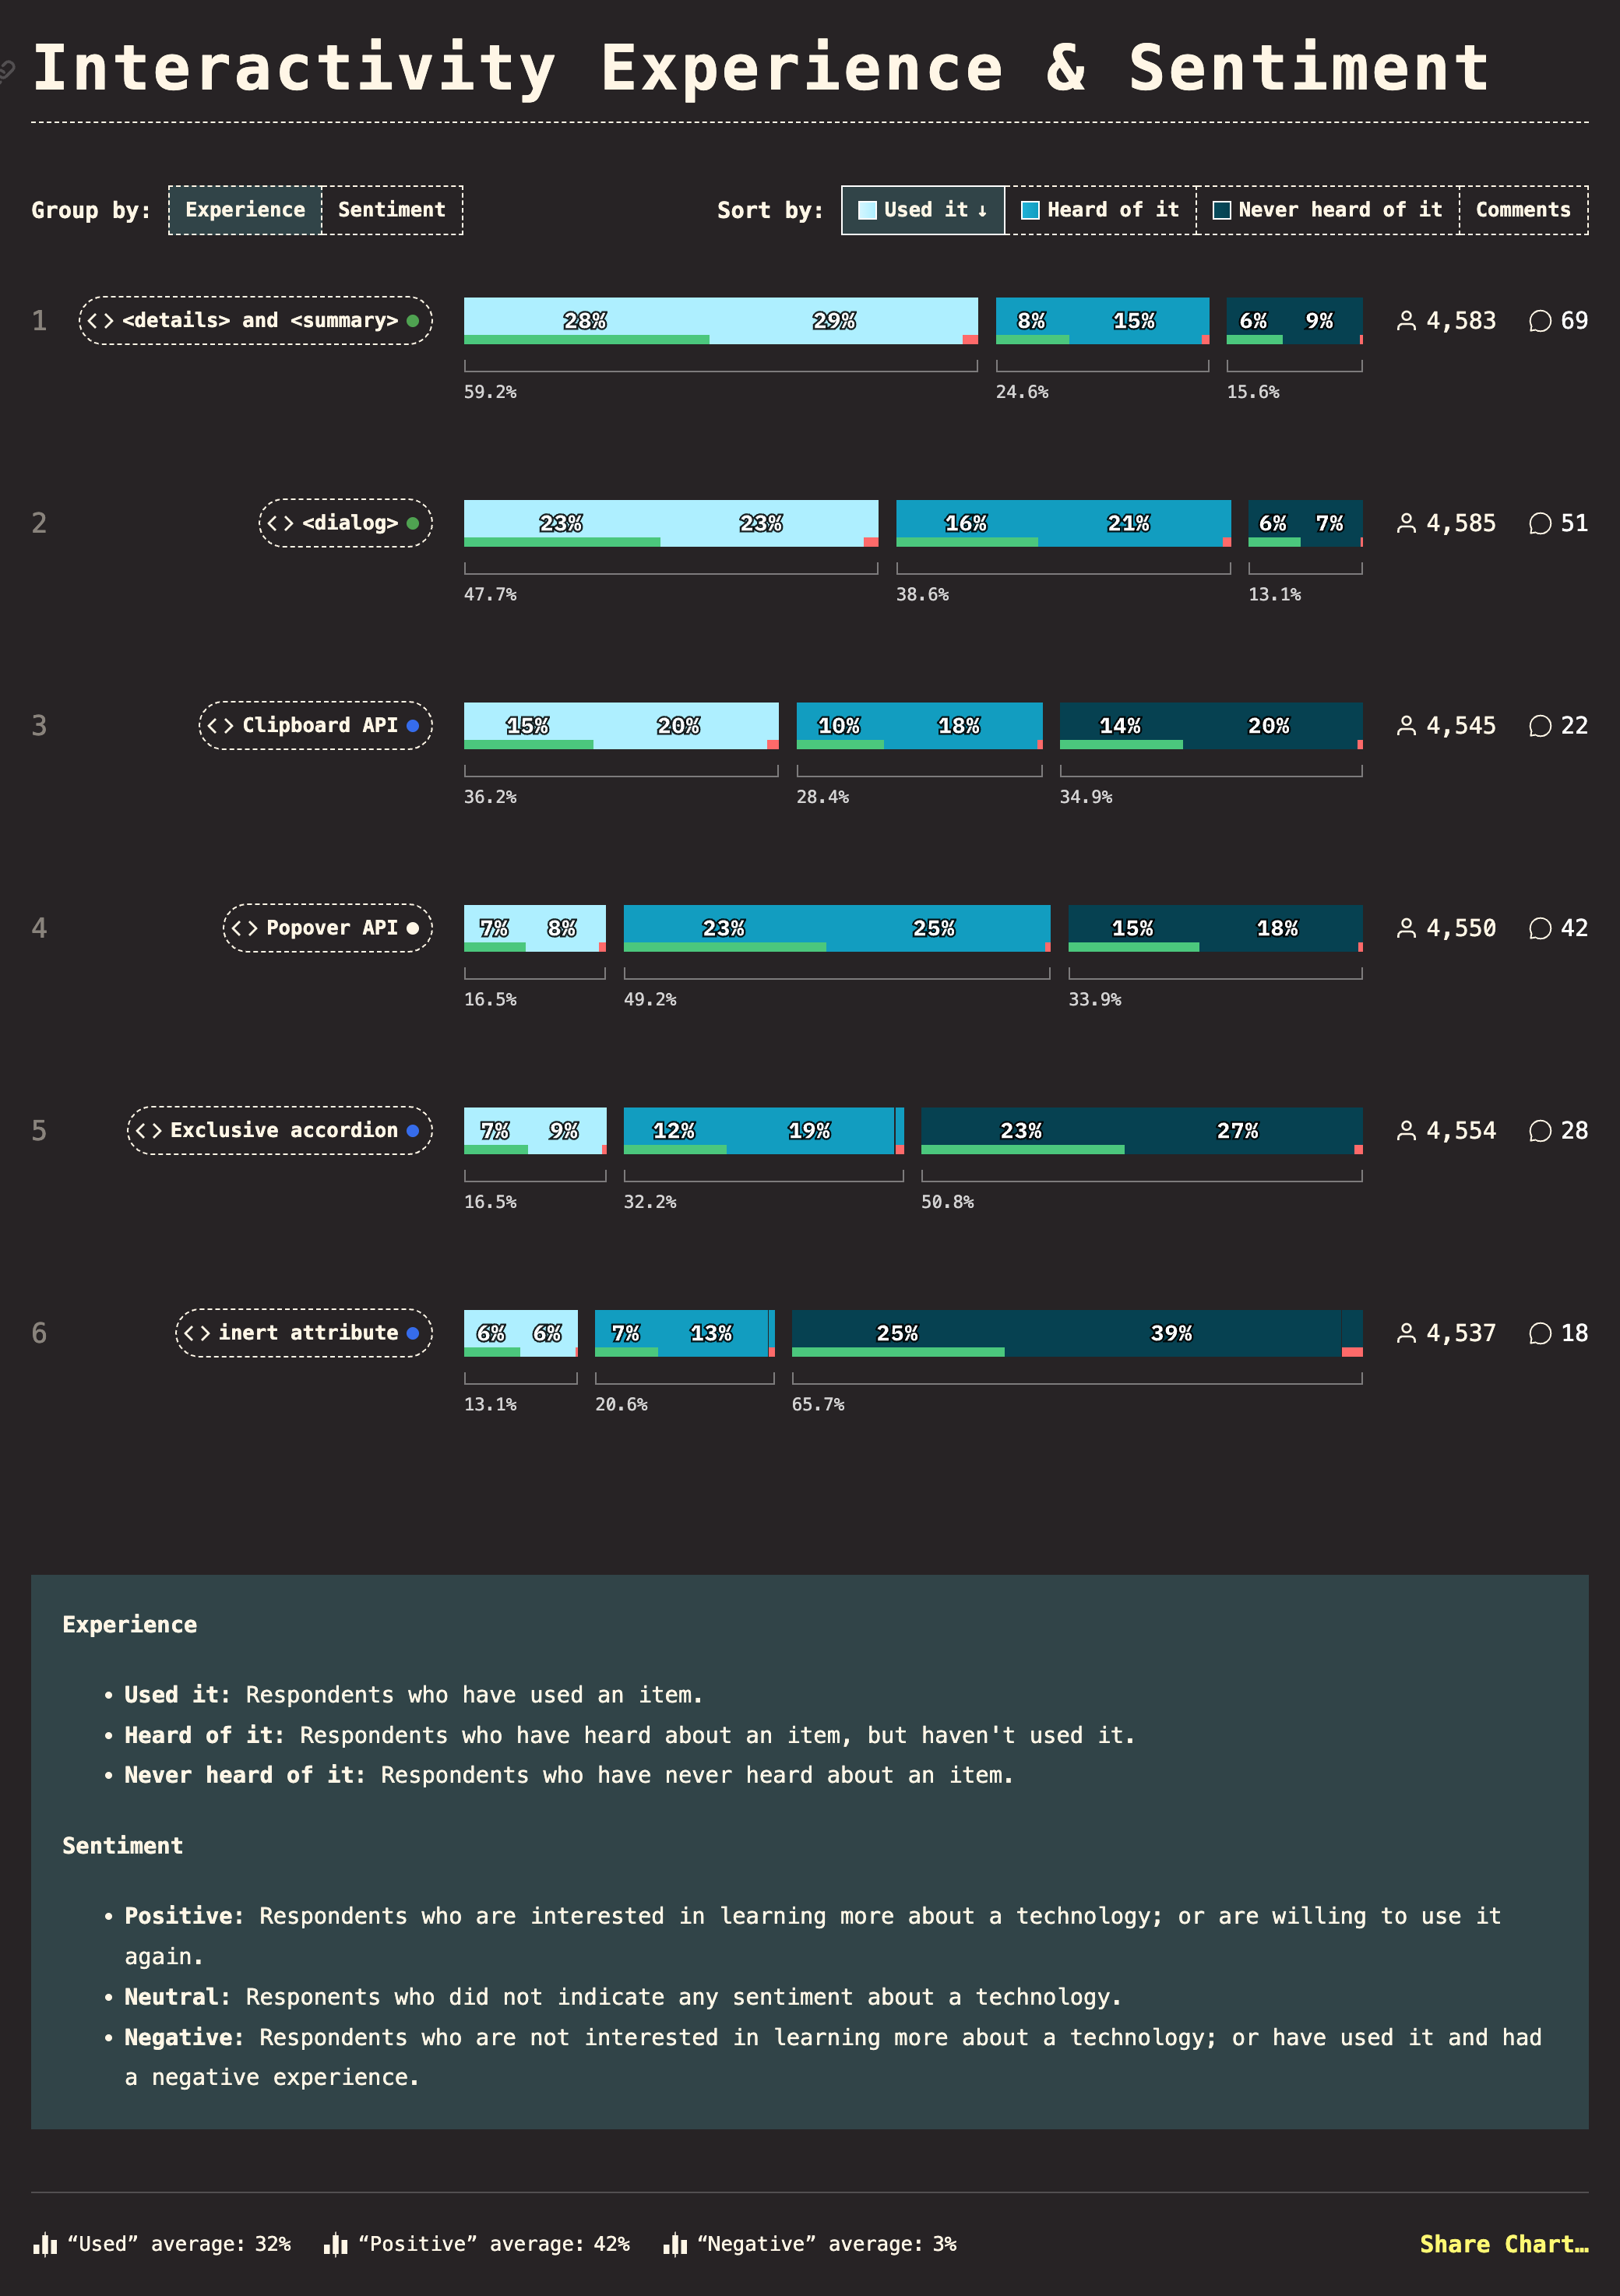 Interactivity Experience & Sentiment
Group by: Experience Sentiment Sort by: Used it ↓ Heard of it Never heard of it Comments
1 <> <details> and <summary> 28% 29% 8% 15% 6% 9% 4,583 69
59.2% 24.6% 15.6%
2 <> <dialog> 23% 23% 16% 21% 6% 7% 4,585 51
47.7% 38.6% 13.1%
3 <> Clipboard API 15% 20% 10% 18% 14% 20% 4,545 22
36.2% 28.4% 34.9%
4 <> Popover API 7% 8% 23% 25% 15% 18% 4,550 42
16.5% 49.2% 33.9%
5 <> Exclusive accordion 7% 9% 12% 19% 23% 27% 4,554 28
16.5% 32.2% 50.8%
6 <> inert attribute 6% 6% 7% 13% 25% 39% 4,537 18
13.1% 20.6% 65.7%
Experience
• Used it: Respondents who have used an item.
• Heard of it: Respondents who have heard about an item, but haven't used it.
• Never heard of it: Respondents who have never heard about an item.
Sentiment
• Positive: Respondents who are interested in learning more about a technology; or are willing to use it
again.
• Neutral: Responents who did not indicate any sentiment about a technology.
• Negative: Respondents who are not interested in learning more about a technology; or have used it and had
a negative experience.
“Used” average: 32% “Positive” average: 42% “Negative” average: 3% Share Chart…